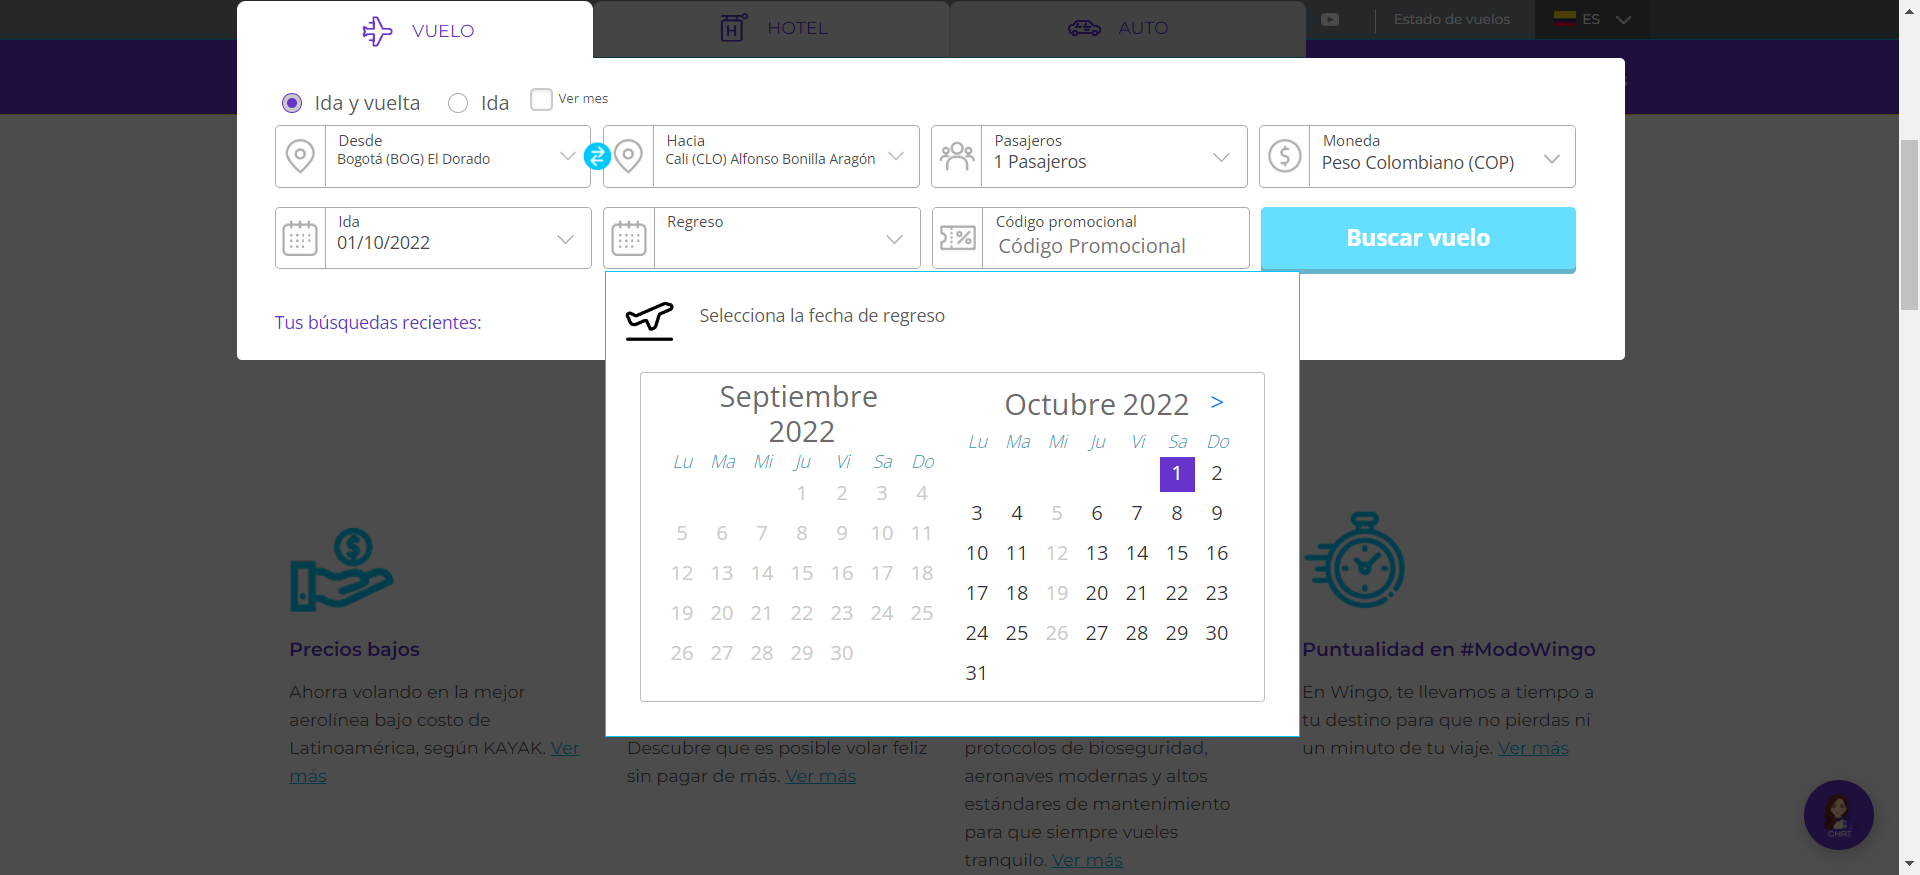 VUELO
HOTEL
AUTO
Estado de vuelos
ES
Ida y vuelta
Ida
Ver mes
Desde
Bogotá (BOG) El Dorado
Hacia
Cali (CLO) Alfonso Bonilla Aragón
Pasajeros
1 Pasajeros
Moneda
Peso Colombiano (COP)
Ida
01/10/2022
Regreso
Código promocional
Código Promocional
Buscar vuelo
Tus búsquedas recientes:
Selecciona la fecha de regreso
Septiembre
2022
Lu Ma Mi Ju Vi Sa Do
1 2 3 4
5 6 7 8 9 10 11
12 13 14 15 16 17 18
19 20 21 22 23 24 25
26 27 28 29 30
Octubre 2022 >
Lu Ma Mi Ju Vi Sa Do
1 2
3 4 5 6 7 8 9
10 11 12 13 14 15 16
17 18 19 20 21 22 23
24 25 26 27 28 29 30
31
Precios bajos
Ahorra volando en la mejor
aerolínea bajo costo de
Latinoamérica, según KAYAK. Ver
más
Descubre que es posible volar feliz
sin pagar de más. Ver más
protocolos de bioseguridad,
aeronaves modernas y altos
estándares de mantenimiento
para que siempre vueles
tranquilo. Ver más
Puntualidad en #ModoWingo
En Wingo, te llevamos a tiempo a
tu destino para que no pierdas ni
un minuto de tu viaje. Ver más
CHAT